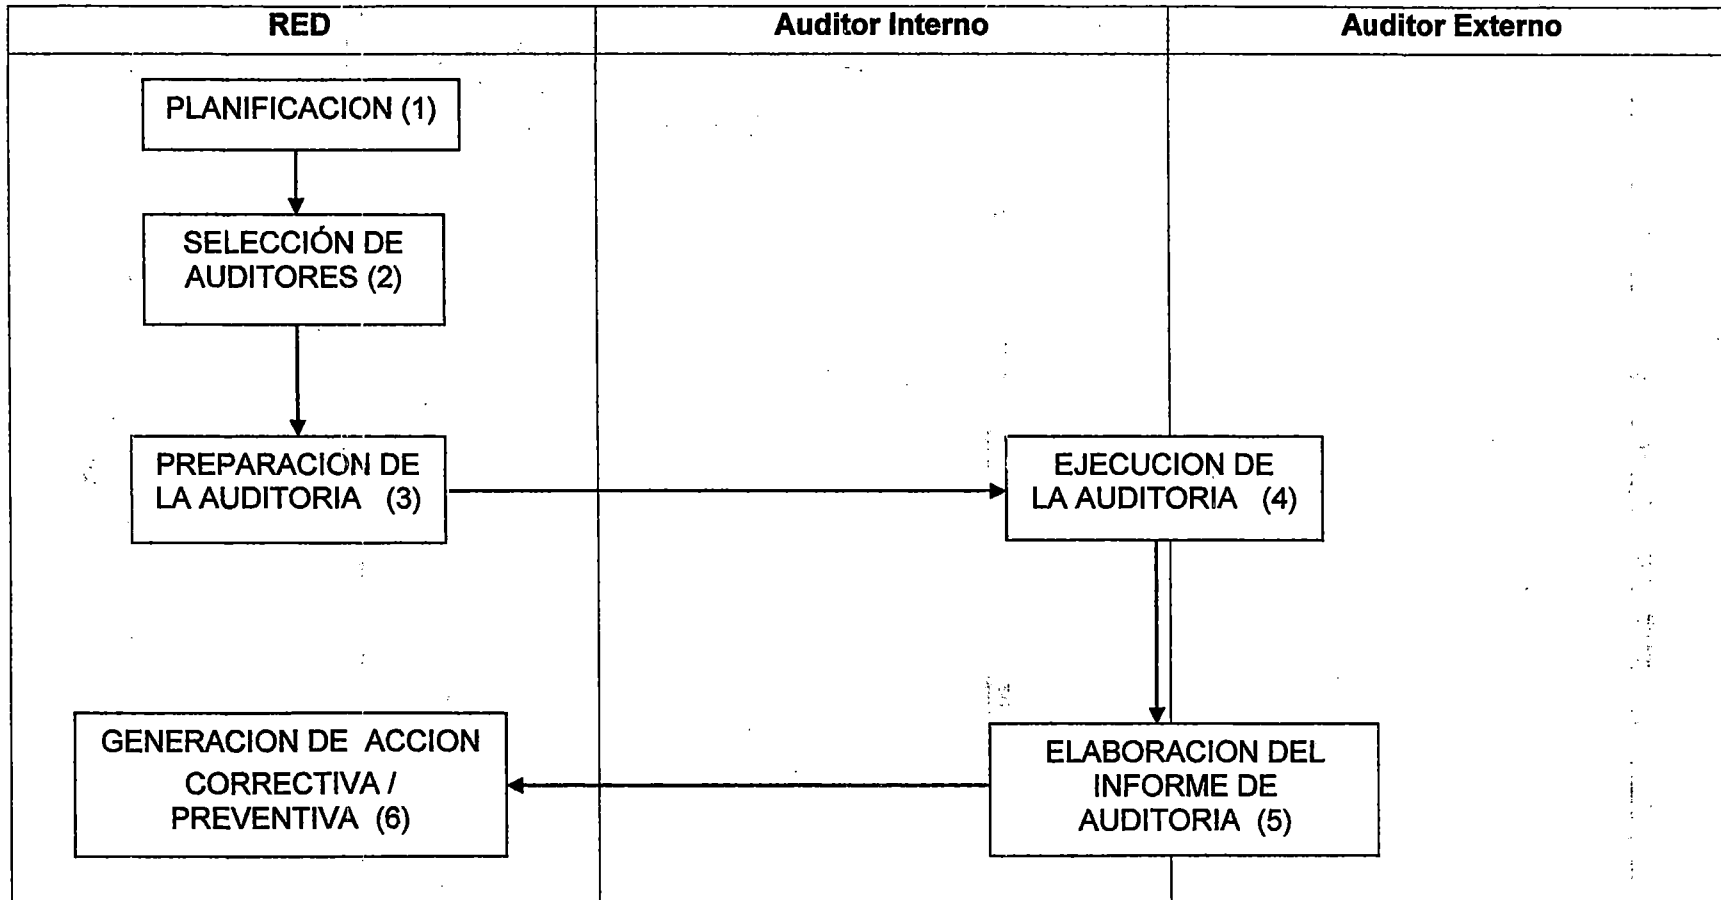 RED
Auditor Interno
Auditor Externo
PLANIFICACION (1)
SELECCIÓN DE
AUDITORES (2)
PREPARACION DE
LA AUDITORIA (3)
EJECUCION DE
LA AUDITORIA (4)
GENERACION DE ACCION
CORRECTIVA /
PREVENTIVA (6)
ELABORACION DEL
INFORME DE
AUDITORIA (5)